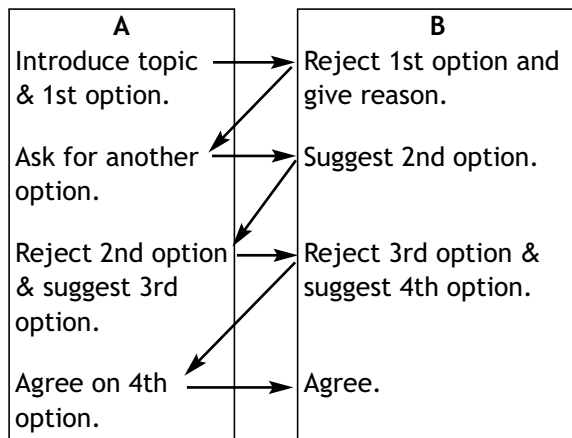 A
Introduce topic
& 1st option.
Ask for another
option.
Reject 2nd option
& suggest 3rd
option.
Agree on 4th
option.
B
Reject 1st option and
give reason.
Suggest 2nd option.
Reject 3rd option &
suggest 4th option.
Agree.